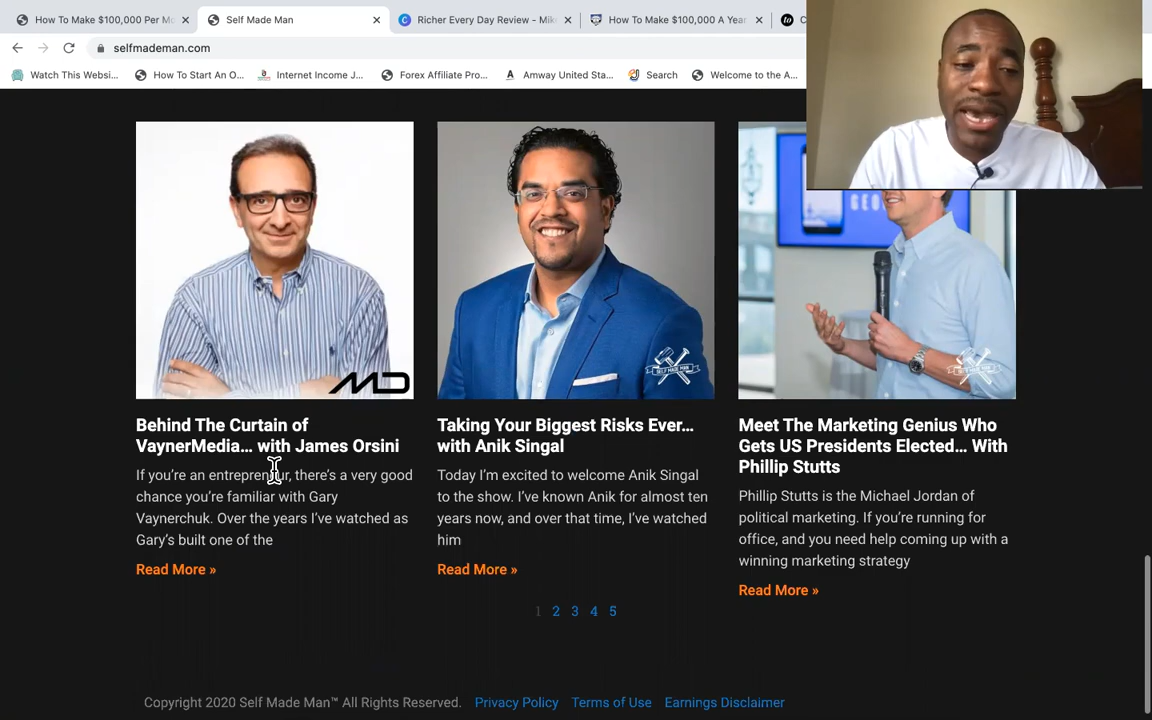 How To Make $100,000 Per Mo
Self Made Man
Richer Every Day Review - Mik
How To Make $100,000 A Year
C
selfmademan.com
Watch This Websi...
How To Start An O...
Internet Income J...
Forex Affiliate Pro...
Amway United Sta...
Search
Welcome to the A...
GEO
MD
SELF MADE MAN
Behind The Curtain of
VaynerMedia... with James Orsini
If you're an entrepreneur, there's a very good
chance you're familiar with Gary
Vaynerchuk. Over the years I've watched as
Gary's built one of the
Read More »
Taking Your Biggest Risks Ever...
with Anik Singal
Today I'm excited to welcome Anik Singal
to the show. I've known Anik for almost ten
years now, and over that time, I've watched
him
Read More »
Meet The Marketing Genius Who
Gets US Presidents Elected... With
Phillip Stutts
Phillip Stutts is the Michael Jordan of
political marketing. If you're running for
office, and you need help coming up with a
winning marketing strategy
Read More »
1 2 3 4 5
Copyright 2020 Self Made Man™ All Rights Reserved. Privacy Policy Terms of Use Earnings Disclaimer